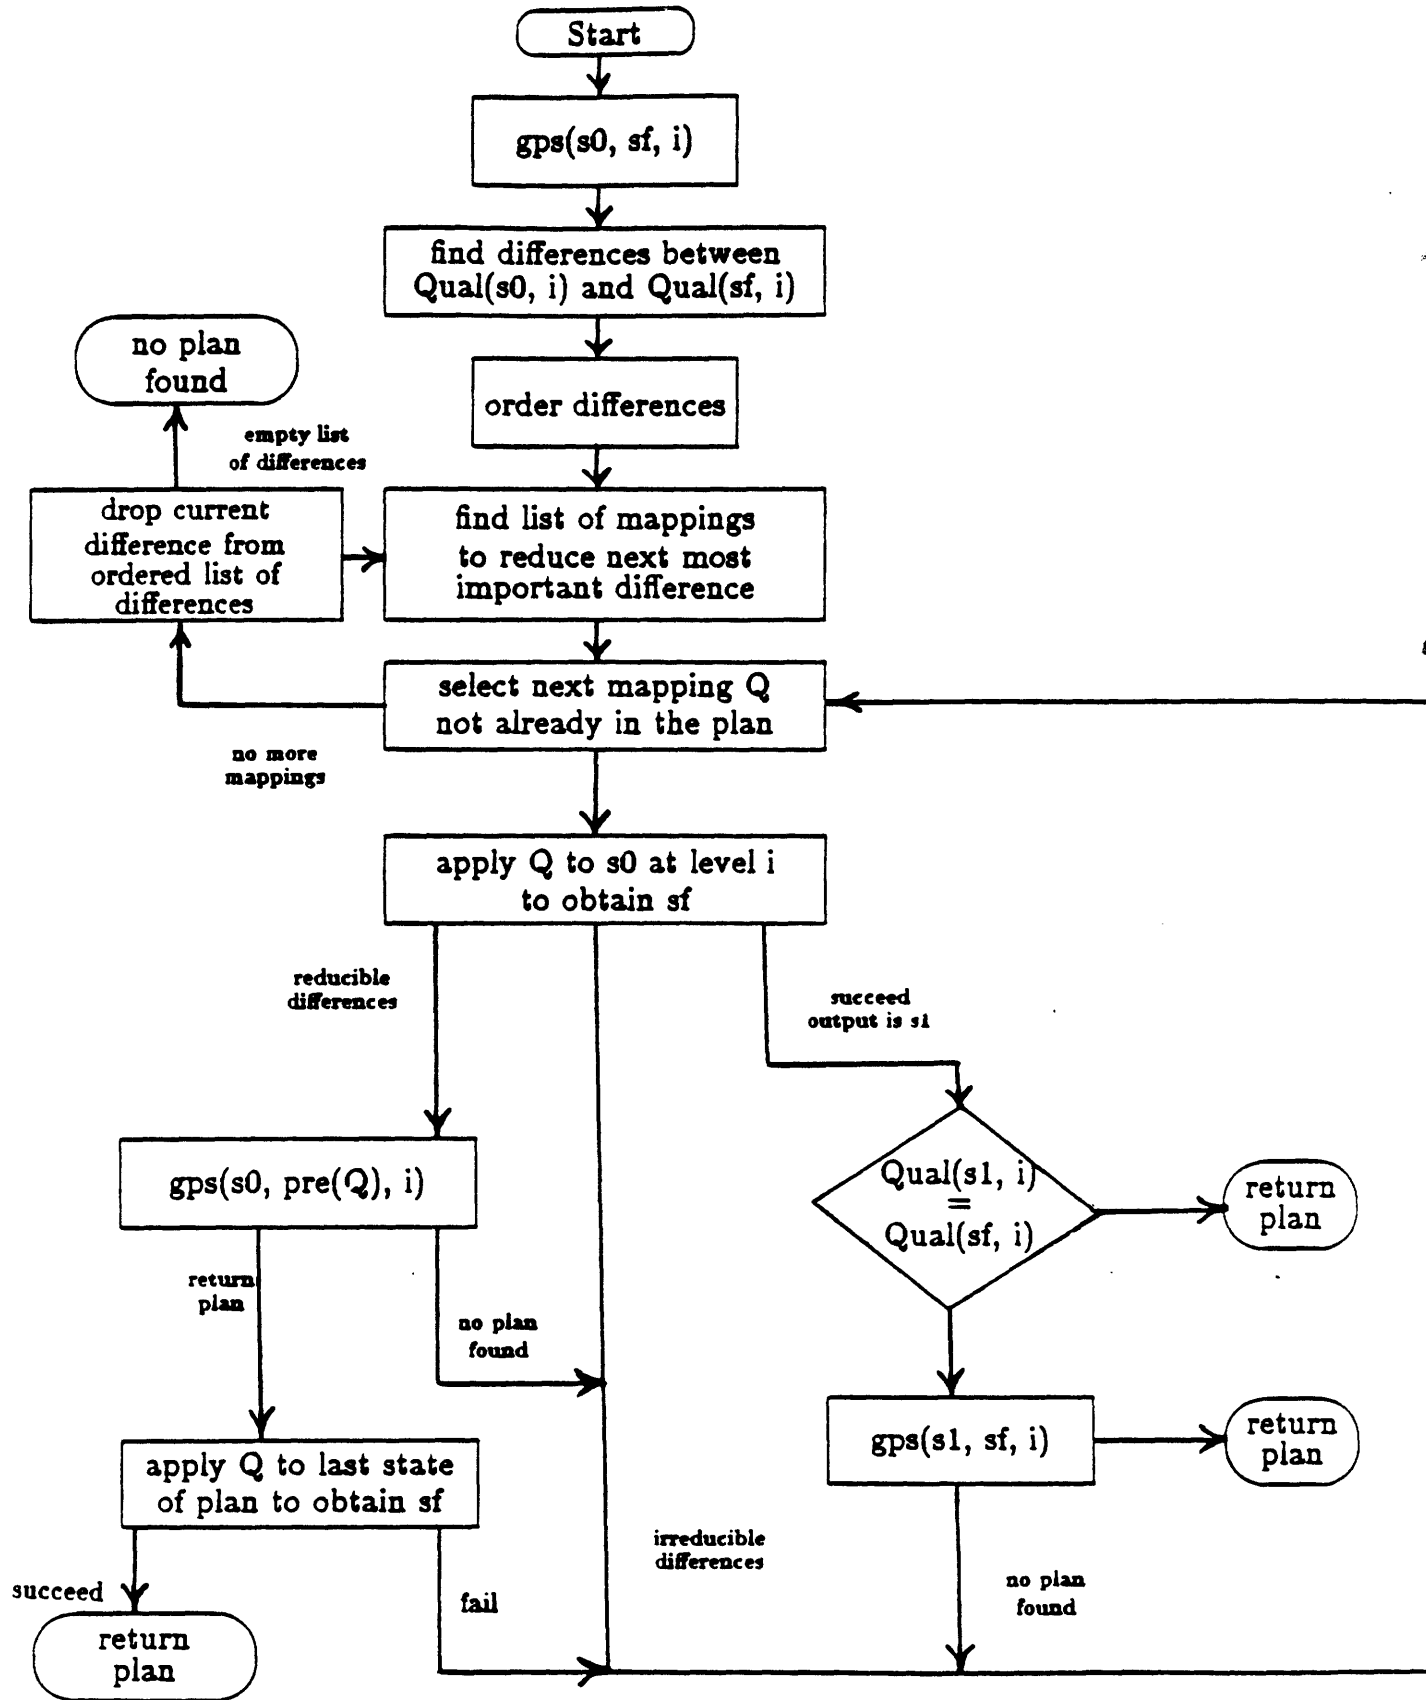 Start
gps(s0, sf, i)
find differences between
Qual(s0, i) and Qual(sf, i)
no plan
found
order differences
empty list
of differences
drop current
difference from
ordered list of
differences
find list of mappings
to reduce next most
important difference
select next mapping Q
not already in the plan
no more
mappings
apply Q to s0 at level i
to obtain sf
reducible
differences
succeed
output is s1
gps(s0, pre(Q), i)
Qual(s1, i)
=
Qual(sf, i)
return
plan
return
plan
no plan
found
gps(s1, sf, i)
return
plan
apply Q to last state
of plan to obtain sf
irreducible
differences
no plan
found
succeed
fail
return
plan